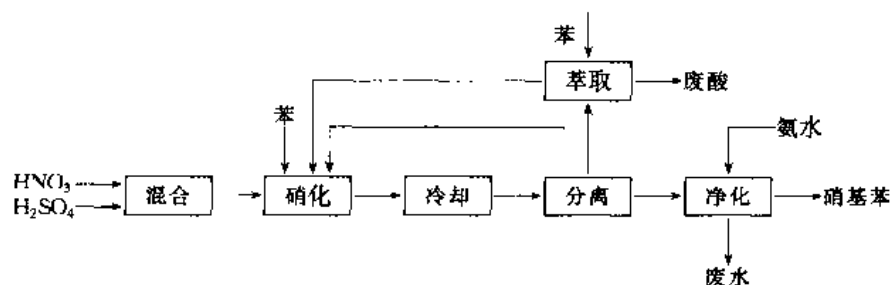 苯
萃取
废酸
苯
氨水
HNO₃
H₂SO₄
混合
硝化
冷却
分离
净化
硝基苯
废水